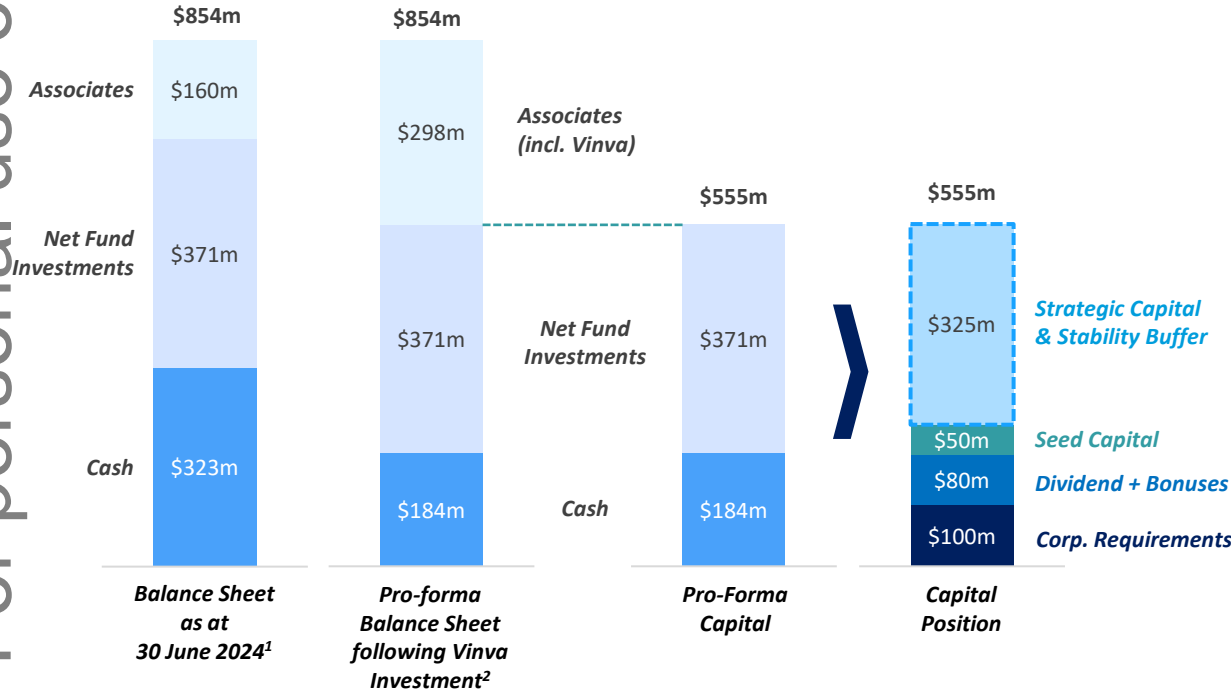 $854m
$854m
Associates
$160m
$298m
Associates
(incl. Vinva)
$555m
$555m
Net Fund
Investments
$371m
$371m
Net Fund
Investments
$371m
$325m
Strategic Capital
& Stability Buffer
Cash
$323m
$184m
Cash
$184m
$50m
Seed Capital
$80m
Dividend + Bonuses
$100m
Corp. Requirements
Balance Sheet
as at
30 June 2024¹
Pro-forma
Balance Sheet
following Vinva
Investment²
Pro-Forma
Capital
Capital
Position
personal use